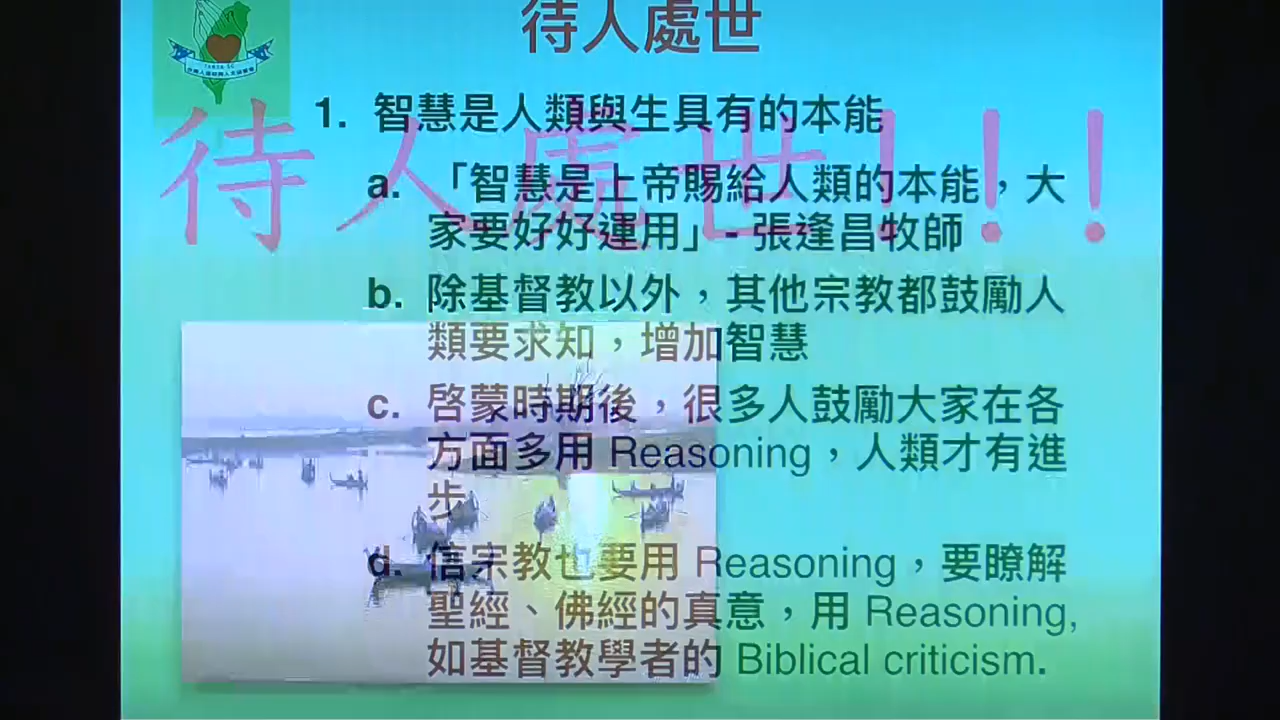 待人處世
待人處世!!!
1. 智慧是人類與生具有的本能
a. 「智慧是上帝賜給人類的本能，大
家要好好運用」- 張逢昌牧師
b. 除基督教以外，其他宗教都鼓勵人
類要求知，增加智慧
c. 啓蒙時期後，很多人鼓勵大家在各
方面多用 Reasoning，人類才有進
步
d. 信宗教也要用 Reasoning，要瞭解
聖經、佛經的真意，用 Reasoning,
如基督教學者的 Biblical criticism.